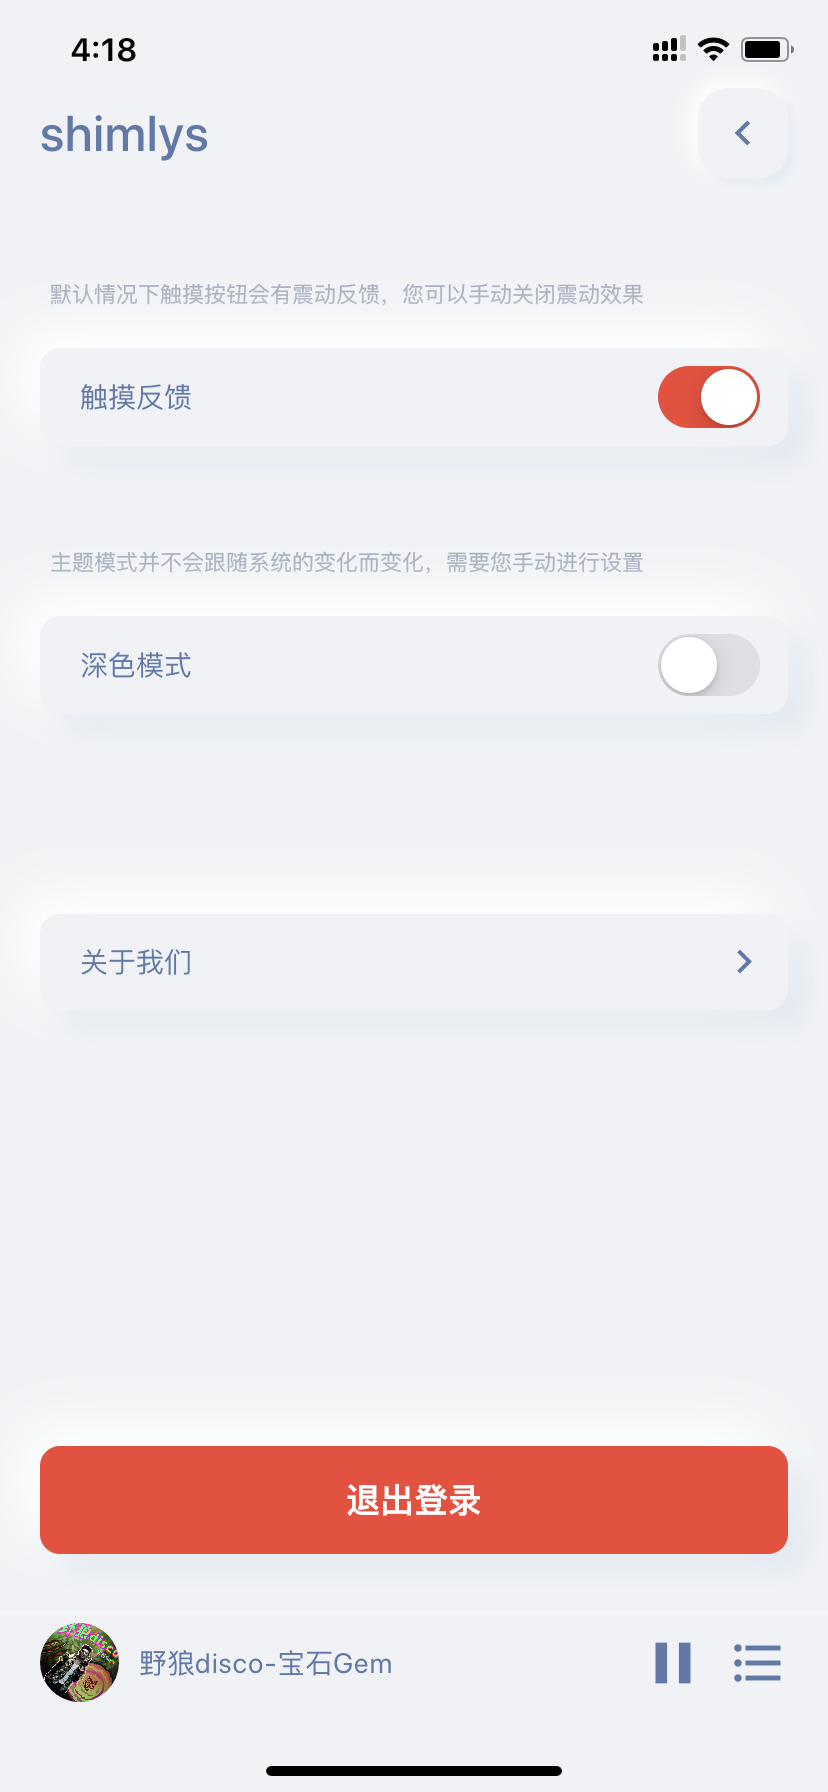 4:18
shimlys
默认情况下触摸按钮会有震动反馈，您可以手动关闭震动效果
触摸反馈
主题模式并不会跟随系统的变化而变化，需要您手动进行设置
深色模式
关于我们
退出登录
野狼disco-宝石Gem